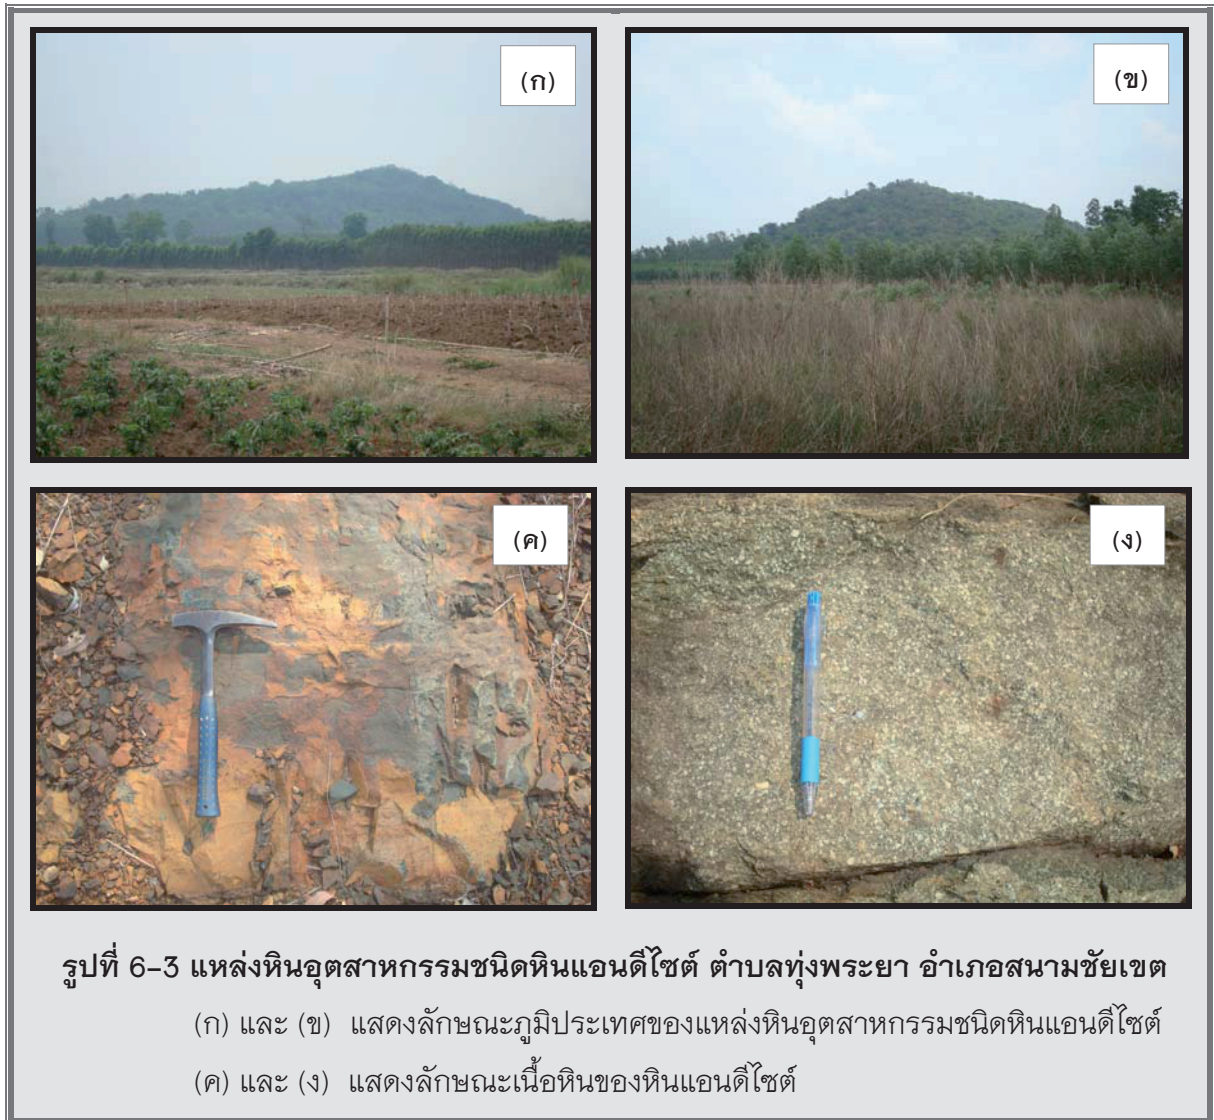 (ก)
(ข)
(ค)
(ง)
รูปที่ 6-3 แหล่งหินอุตสาหกรรมชนิดหินแอนดีไซต์ ตำบลทุ่งพระยา อำเภอสนามชัยเขต
(ก) และ (ข) แสดงลักษณะภูมิประเทศของแหล่งหินอุตสาหกรรมชนิดหินแอนดีไซต์
(ค) และ (ง) แสดงลักษณะเนื้อหินของหินแอนดีไซต์